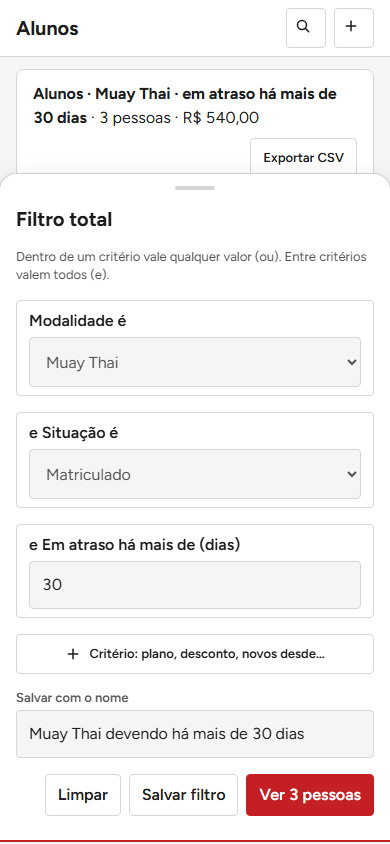 Alunos
Alunos · Muay Thai · em atraso há mais de
30 dias · 3 pessoas · R$ 540,00
Exportar CSV
Filtro total
Dentro de um critério vale qualquer valor (ou). Entre critérios
valem todos (e).
Modalidade é
Muay Thai
e Situação é
Matriculado
e Em atraso há mais de (dias)
30
+ Critério: plano, desconto, novos desde...
Salvar com o nome
Muay Thai devendo há mais de 30 dias
Limpar
Salvar filtro
Ver 3 pessoas